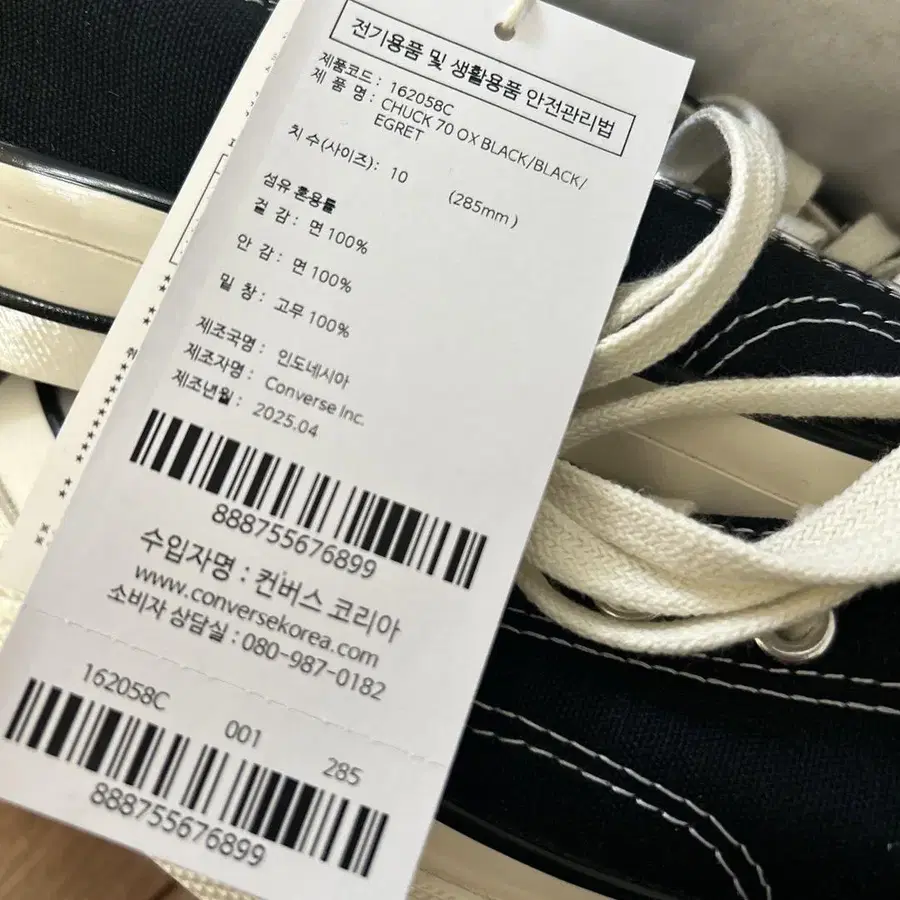 전기용품 및 생활용품 안전관리법
제품코드 : 162058C
제 품 명 : CHUCK 70 OX BLACK/BLACK/
EGRET
치 수(사이즈) : 10 (285mm)
섬유 혼용률
겉 감 : 면 100%
안 감 : 면 100%
밑 창 : 고무 100%
제조국명 : 인도네시아
제조자명 : Converse Inc.
제조년월 : 2025.04
888755676899
수입자명 : 컨버스 코리아
www.conversekorea.com
소비자 상담실 : 080-987-0182
162058C 001 285
888755676899